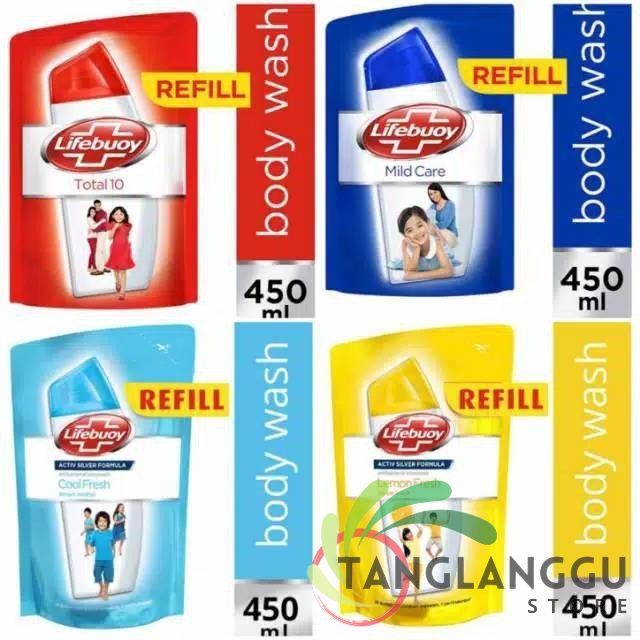 REFILL
Lifebuoy
Total 10
body wash
450
ml
REFILL
Lifebuoy
Mild Care
body wash
450
ml
REFILL
Lifebuoy
ACTIV SILVER FORMULA
Cool Fresh
body wash
450
ml
REFILL
Lifebuoy
ACTIV SILVER FORMULA
Lemon Fresh
body wash
450
ml
TANGLANGGU
STORE